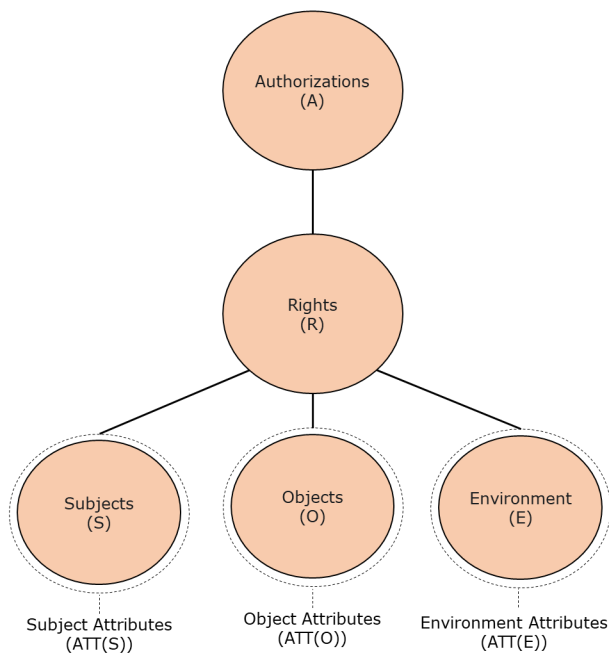 Authorizations
(A)
Rights
(R)
Subjects
(S)
Objects
(O)
Environment
(E)
Subject Attributes
(ATT(S))
Object Attributes
(ATT(O))
Environment Attributes
(ATT(E))